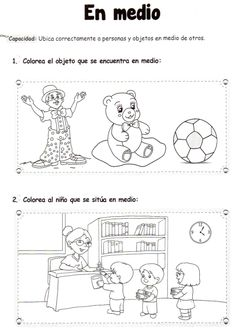 En medio
Capacidad: Ubica correctamente a personas y objetos en medio de otros.
1. Colorea el objeto que se encuentra en medio:
2. Colorea al niño que se sitúa en medio: